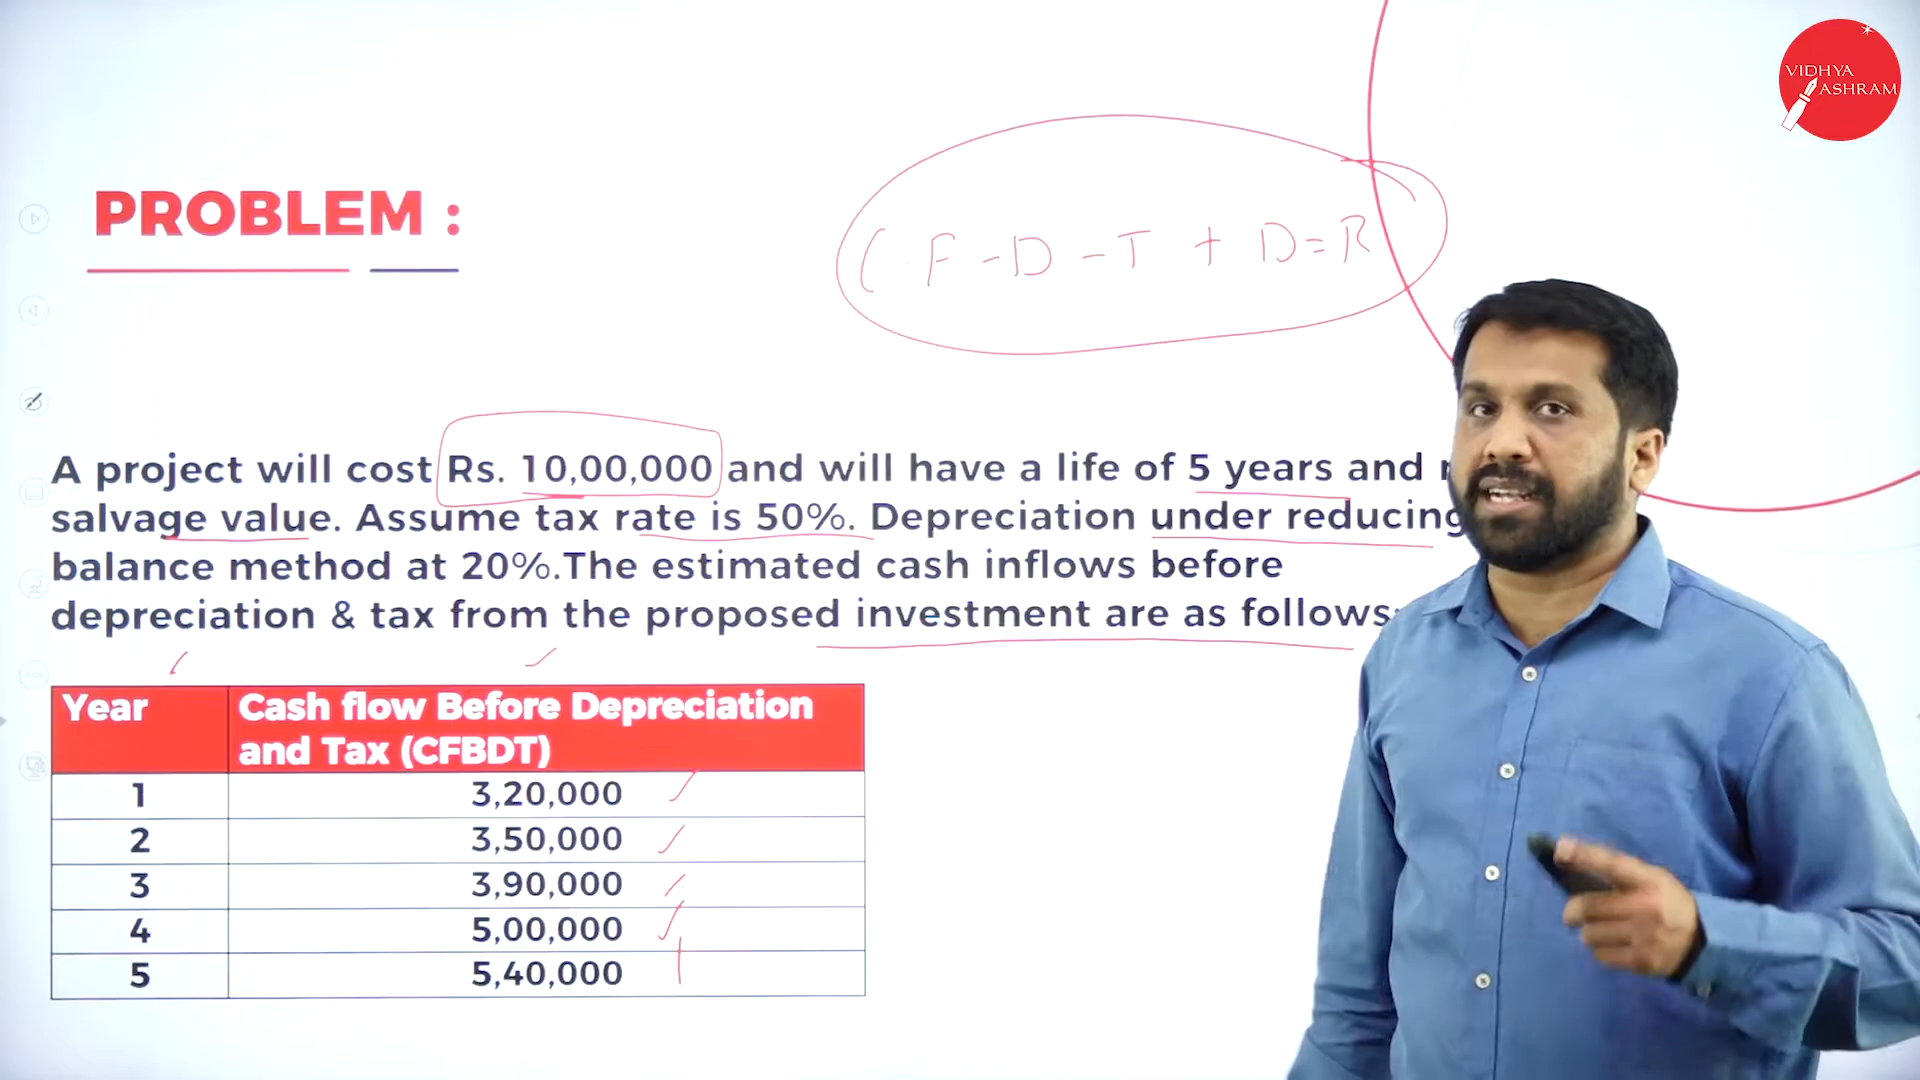 VIDHYA
ASHRAM
PROBLEM :
C F - D - T + D = R
A project will cost Rs. 10,00,000 and will have a life of 5 years and
salvage value. Assume tax rate is 50%. Depreciation under reducing
balance method at 20%.The estimated cash inflows before
depreciation & tax from the proposed investment are as follows:
Year Cash flow Before Depreciation
and Tax (CFBDT)
1 3,20,000
2 3,50,000
3 3,90,000
4 5,00,000
5 5,40,000